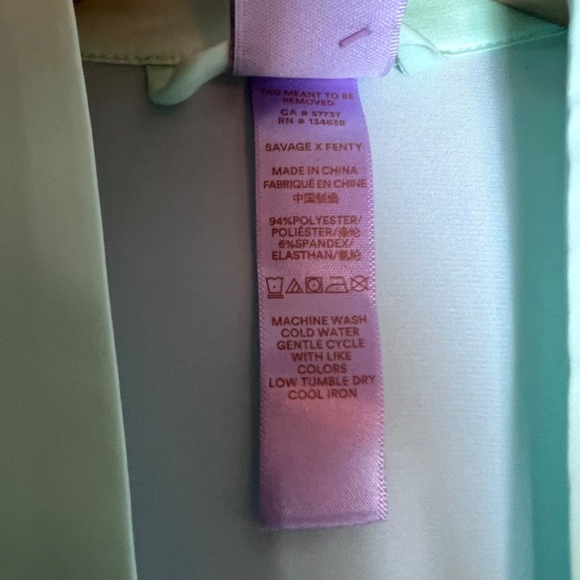 TAG MEANT TO BE
REMOVED
CA # 57737
RN # 134638
SAVAGE X FENTY
MADE IN CHINA
FABRIQUÉ EN CHINE
中国制造
94%POLYESTER/
POLIÉSTER/涤纶
6%SPANDEX/
ELASTHAN/氨纶
MACHINE WASH
COLD WATER
GENTLE CYCLE
WITH LIKE
COLORS
LOW TUMBLE DRY
COOL IRON